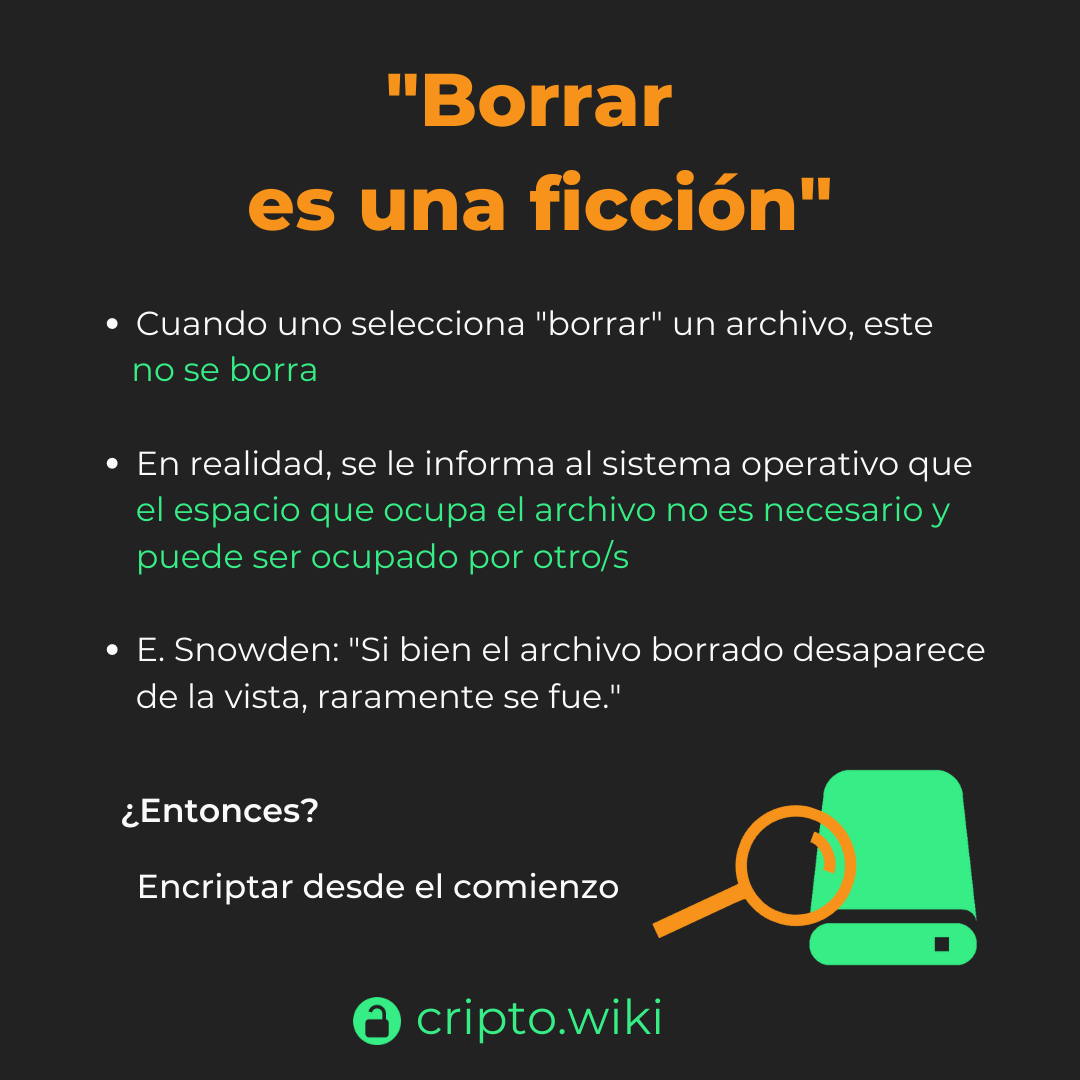 "Borrar
es una ficción"
• Cuando uno selecciona "borrar" un archivo, este
no se borra
• En realidad, se le informa al sistema operativo que
el espacio que ocupa el archivo no es necesario y
puede ser ocupado por otro/s
• E. Snowden: "Si bien el archivo borrado desaparece
de la vista, raramente se fue."
¿Entonces?
Encriptar desde el comienzo
cripto.wiki